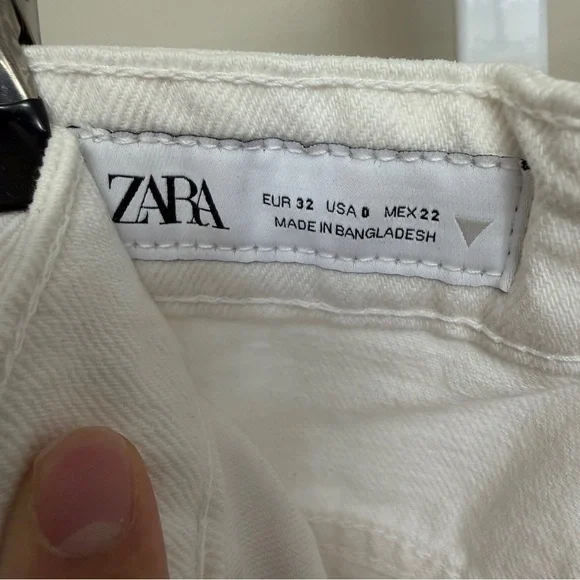 ZARA
EUR 32 USA 0 MEX 22
MADE IN BANGLADESH